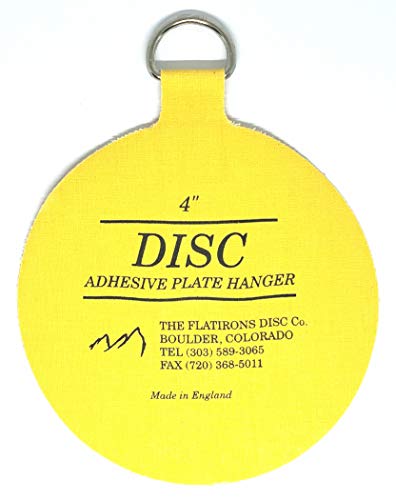 4"
DISC
ADHESIVE PLATE HANGER
THE FLATIRONS DISC Co.
BOULDER, COLORADO
TEL (303) 589-3065
FAX (720) 368-5011
Made in England